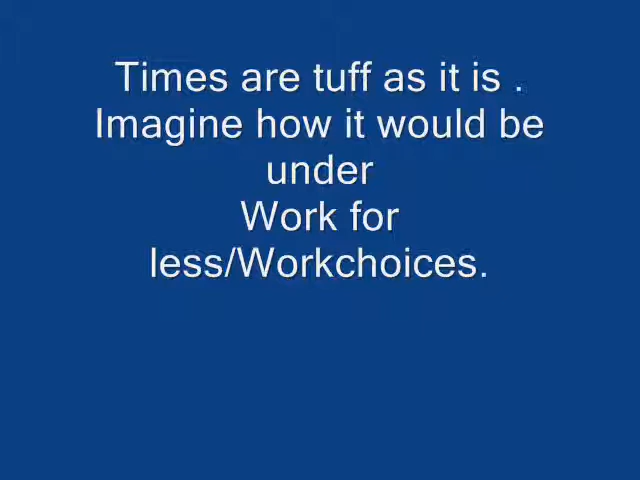 Times are tuff as it is .
Imagine how it would be
under
Work for
less/Workchoices.